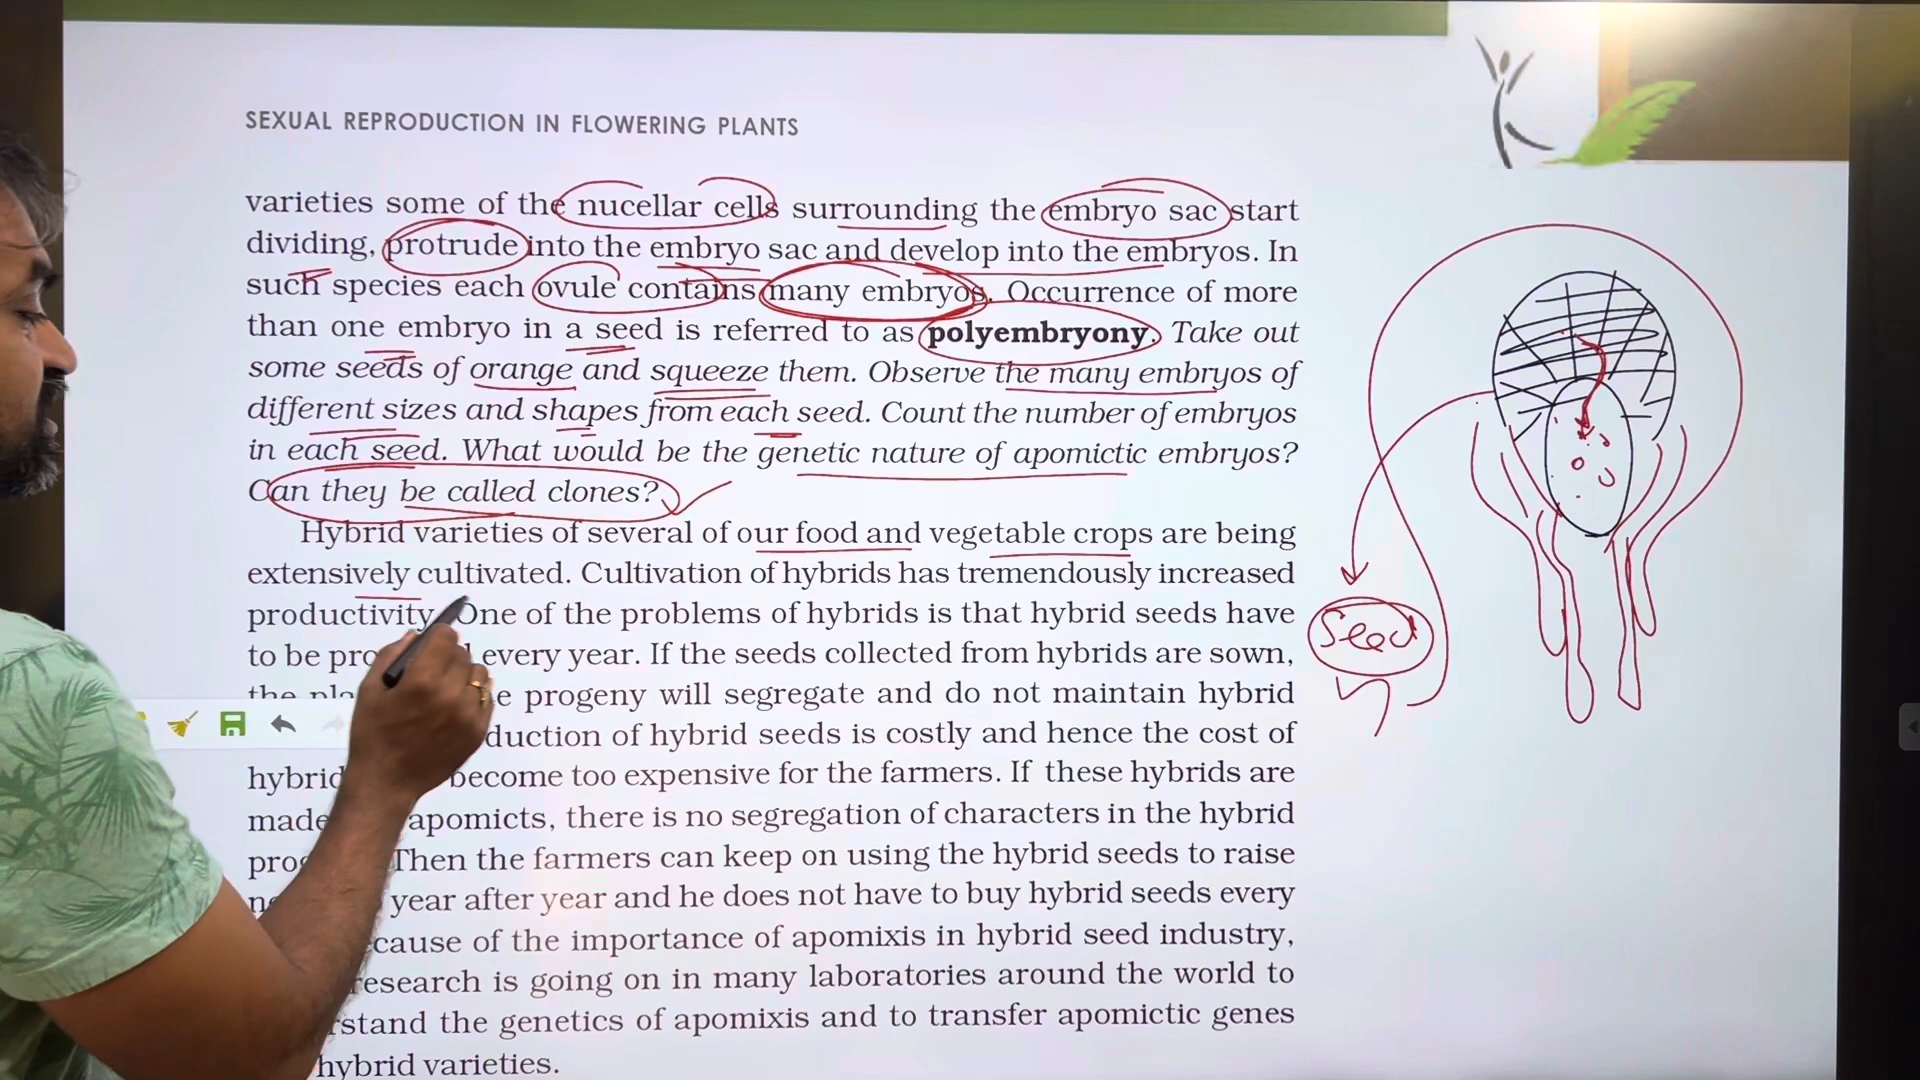 SEXUAL REPRODUCTION IN FLOWERING PLANTS
varieties some of the nucellar cells surrounding the embryo sac start
dividing, protrude into the embryo sac and develop into the embryos. In
such species each ovule contains many embryos. Occurrence of more
than one embryo in a seed is referred to as polyembryony. Take out
some seeds of orange and squeeze them. Observe the many embryos of
different sizes and shapes from each seed. Count the number of embryos
in each seed. What would be the genetic nature of apomictic embryos?
Can they be called clones?
Hybrid varieties of several of our food and vegetable crops are being
extensively cultivated. Cultivation of hybrids has tremendously increased
productivity. One of the problems of hybrids is that hybrid seeds have
to be every year. If the seeds collected from hybrids are sown,
the progeny will segregate and do not maintain hybrid
of hybrid seeds is costly and hence the cost of
hybrid become too expensive for the farmers. If these hybrids are
made apomicts, there is no segregation of characters in the hybrid
Then the farmers can keep on using the hybrid seeds to raise
year after year and he does not have to buy hybrid seeds every
of the importance of apomixis in hybrid seed industry,
research is going on in many laboratories around the world to
the genetics of apomixis and to transfer apomictic genes
hybrid varieties.
Seed